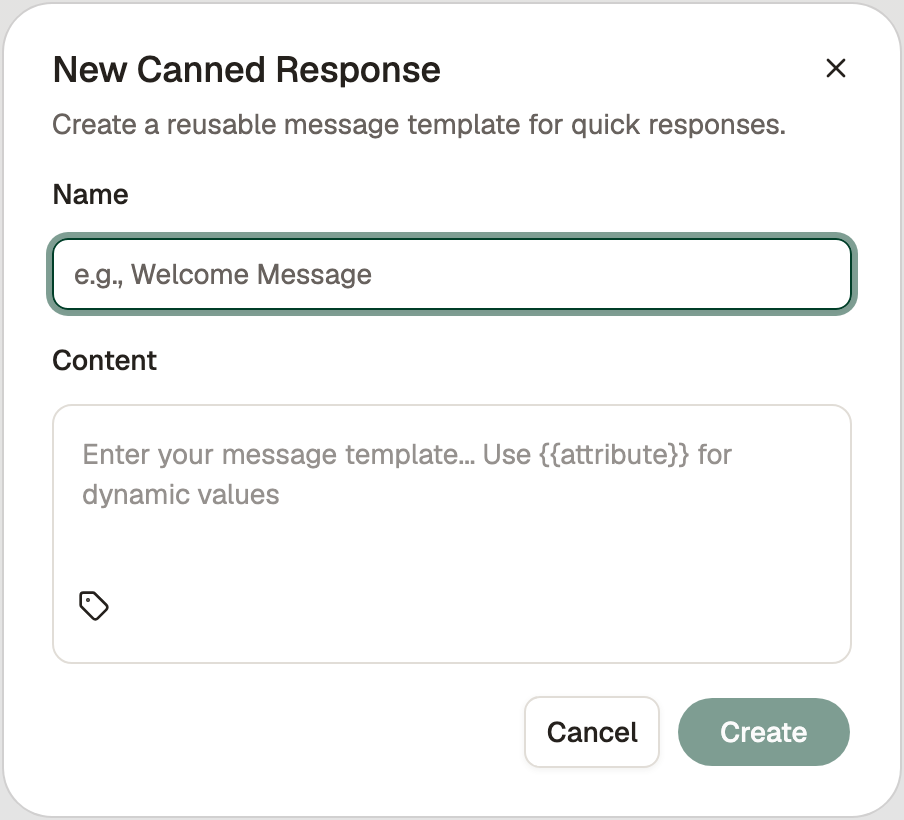 New Canned Response
Create a reusable message template for quick responses.
Name
e.g., Welcome Message
Content
Enter your message template... Use {{attribute}} for
dynamic values
Cancel
Create